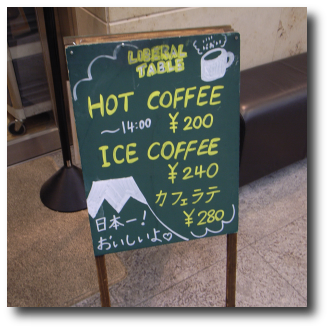 LIBERAL
TABLE
HOT COFFEE
～14:00 ¥200
ICE COFFEE
¥240
カフェラテ
¥280
日本一！
おいしいよ♡